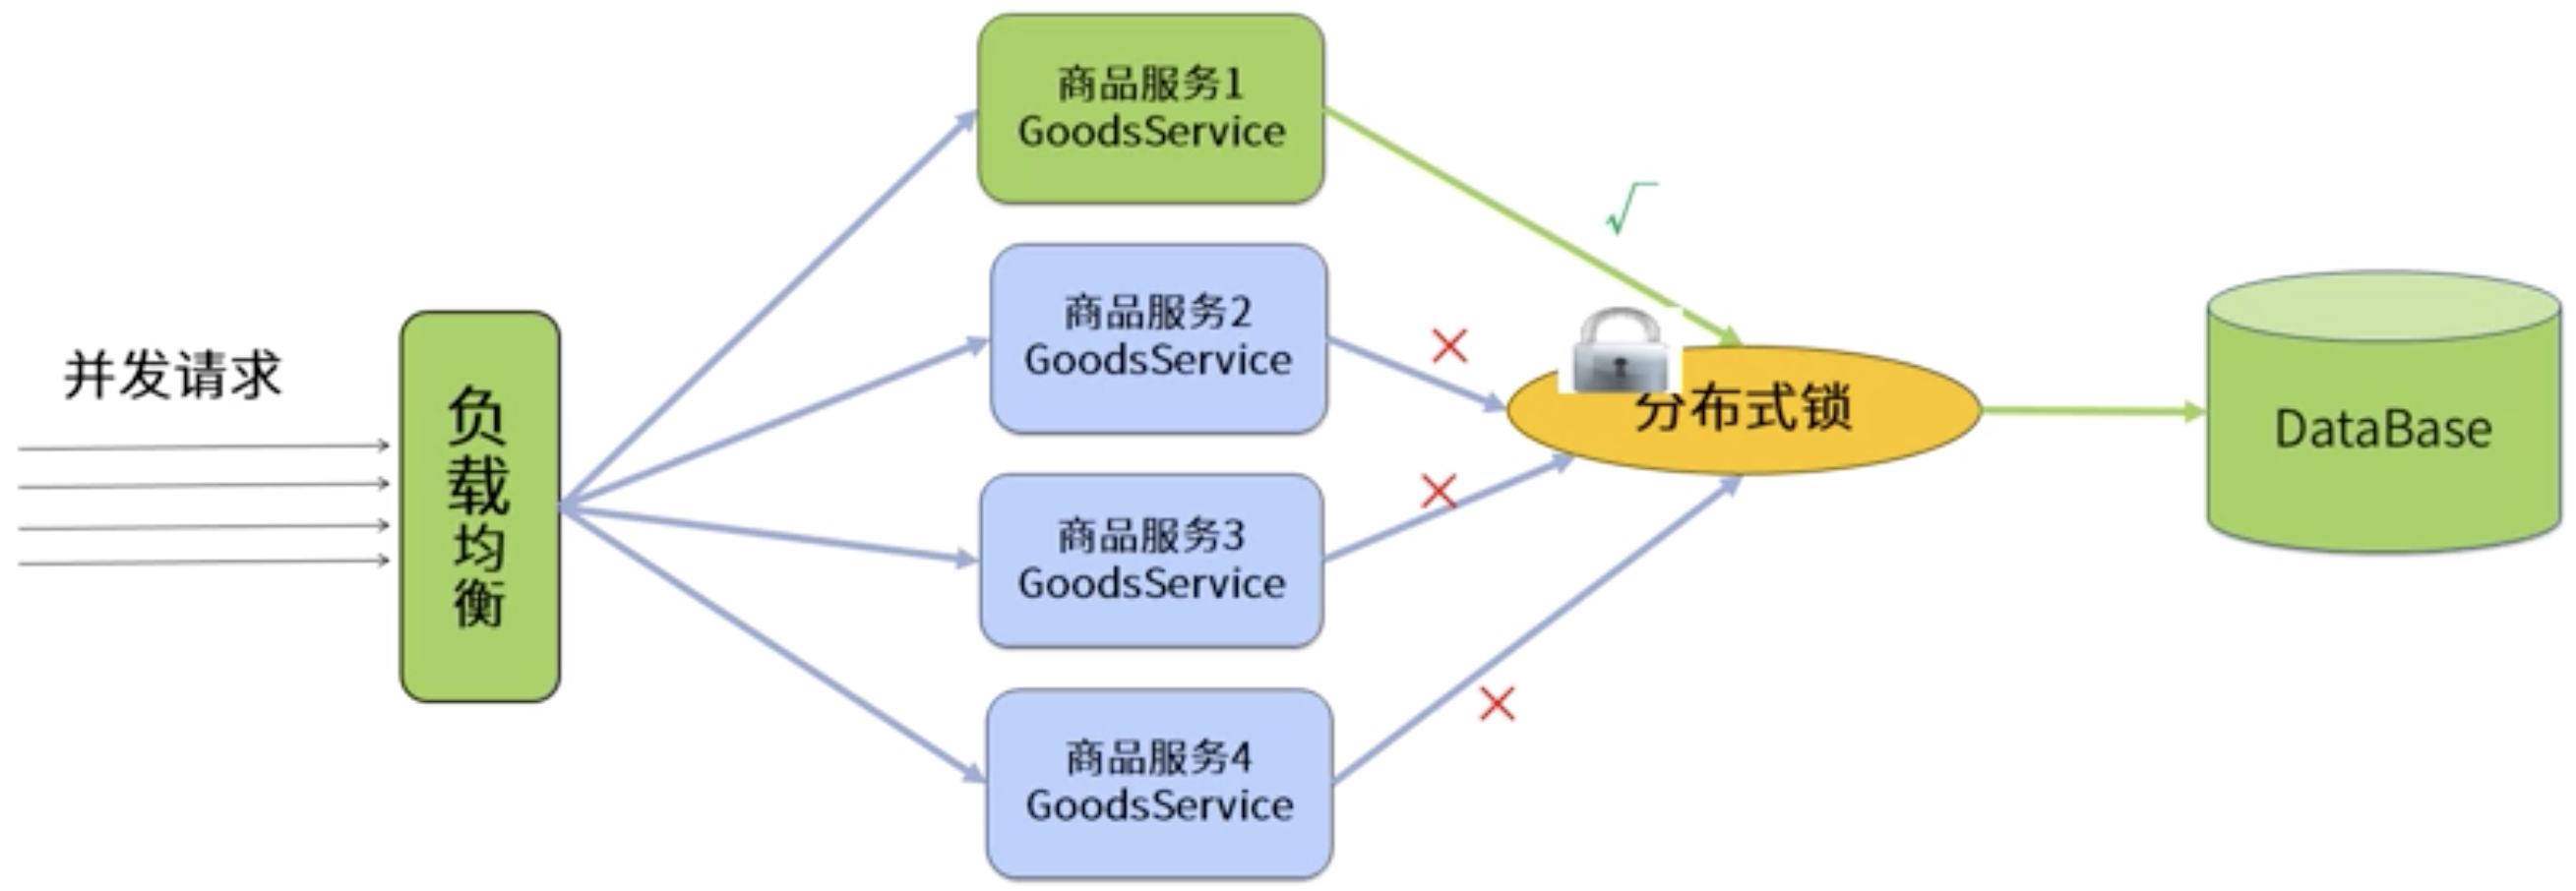 并发请求
负载均衡
商品服务1
GoodsService
商品服务2
GoodsService
商品服务3
GoodsService
商品服务4
GoodsService
分布式锁
DataBase